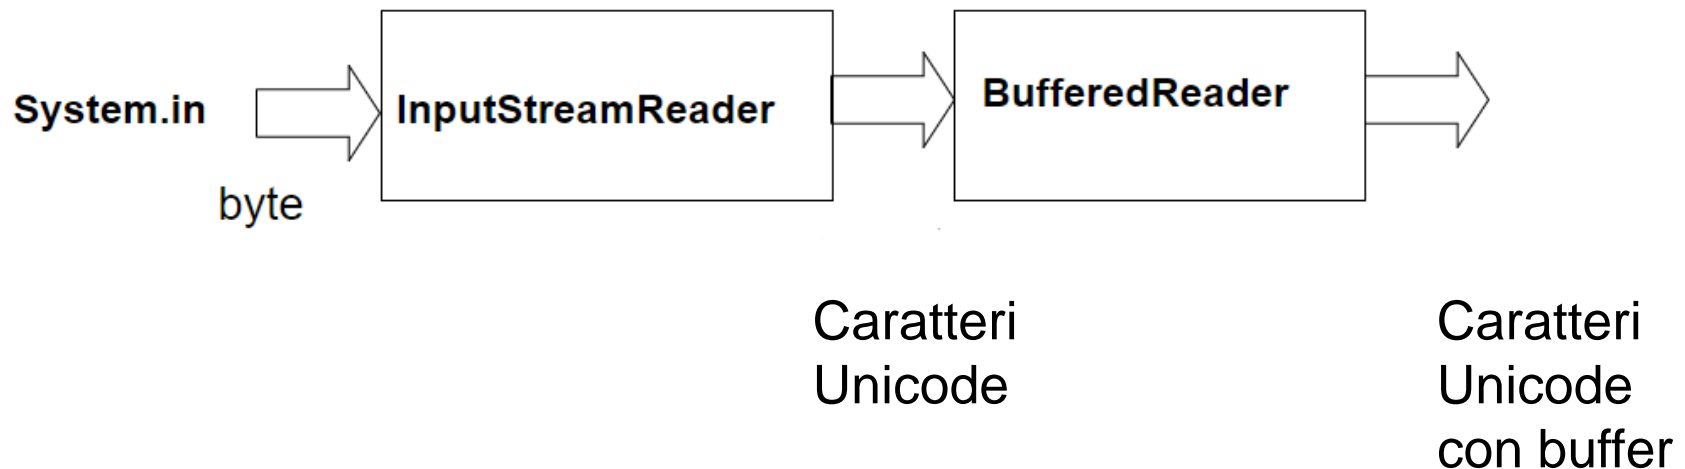 System.in
InputStreamReader
BufferedReader
byte
Caratteri
Unicode
Caratteri
Unicode
con buffer